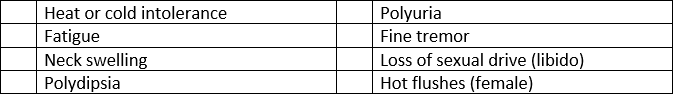 Heat or cold intolerance Polyuria
Fatigue Fine tremor
Neck swelling Loss of sexual drive (libido)
Polydipsia Hot flushes (female)